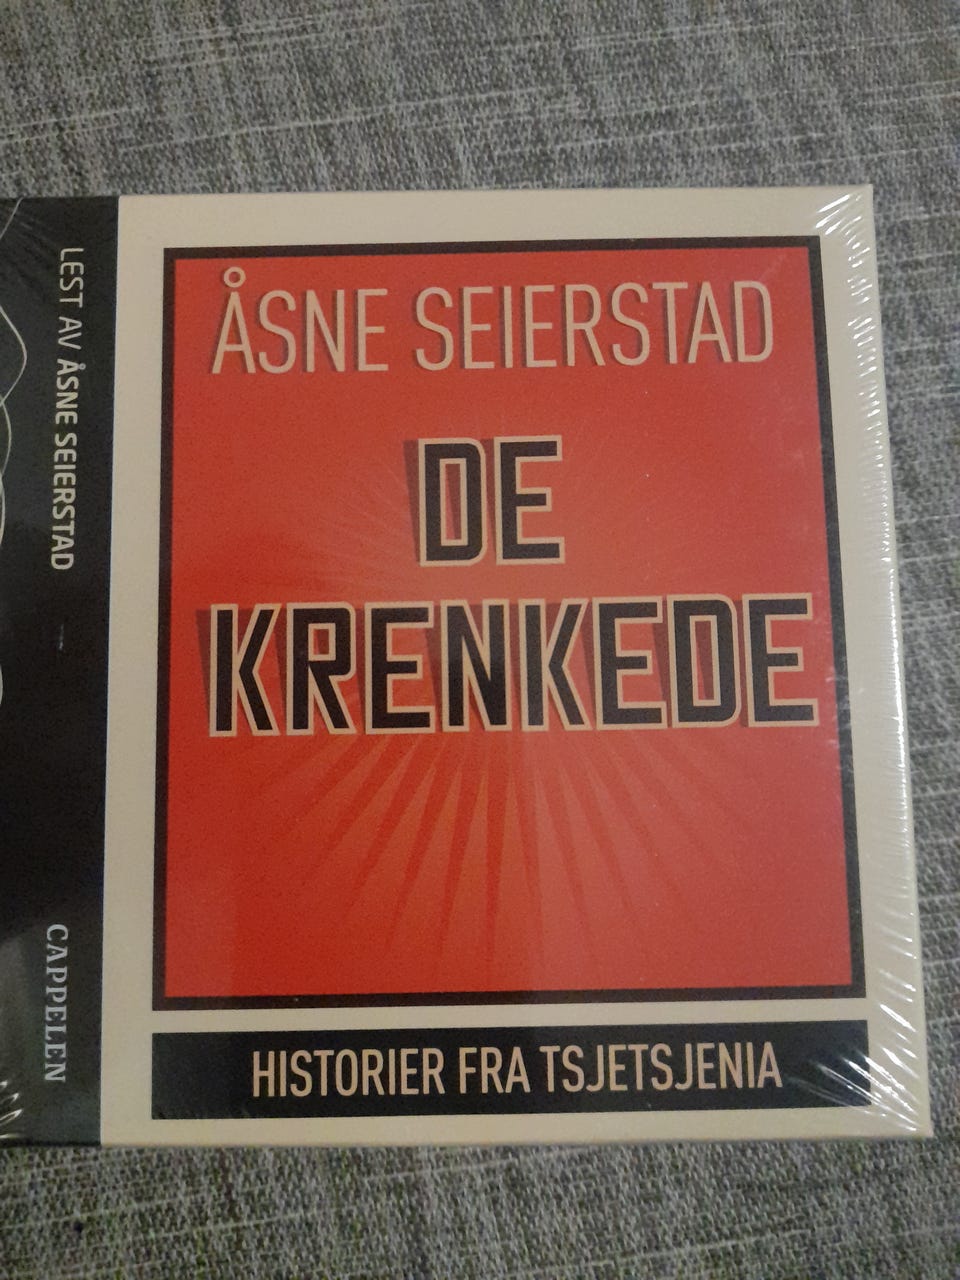 LEST AV ÅSNE SEIERSTAD
CAPPELEN
ÅSNE SEIERSTAD
DE
KRENKEDE
HISTORIER FRA TSJETSJENIA